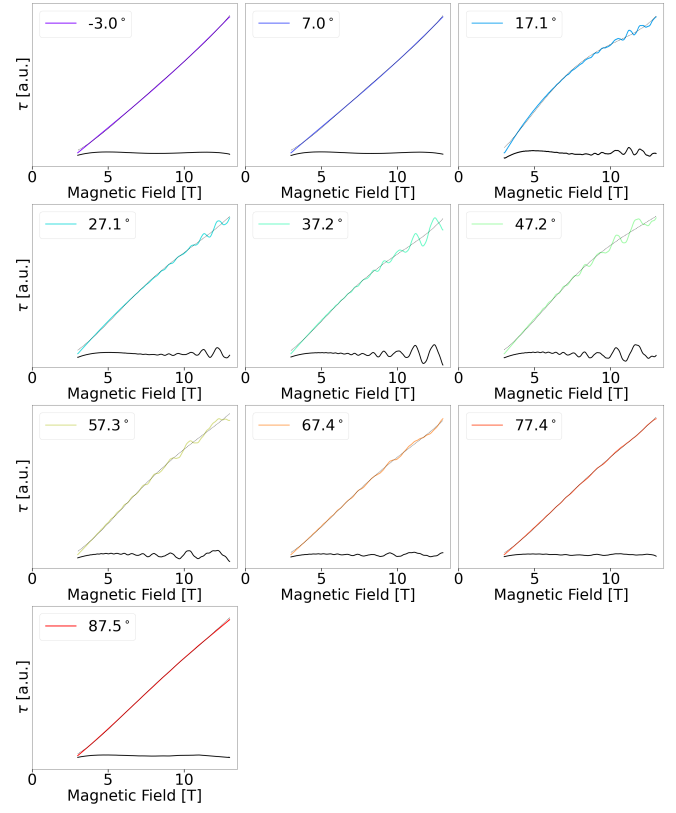 -3.0°
7.0°
17.1°
τ [a.u.]
0 5 10 0 5 10 0 5 10
Magnetic Field [T] Magnetic Field [T] Magnetic Field [T]
27.1°
37.2°
47.2°
τ [a.u.]
0 5 10 0 5 10 0 5 10
Magnetic Field [T] Magnetic Field [T] Magnetic Field [T]
57.3°
67.4°
77.4°
τ [a.u.]
0 5 10 0 5 10 0 5 10
Magnetic Field [T] Magnetic Field [T] Magnetic Field [T]
87.5°
τ [a.u.]
0 5 10
Magnetic Field [T]